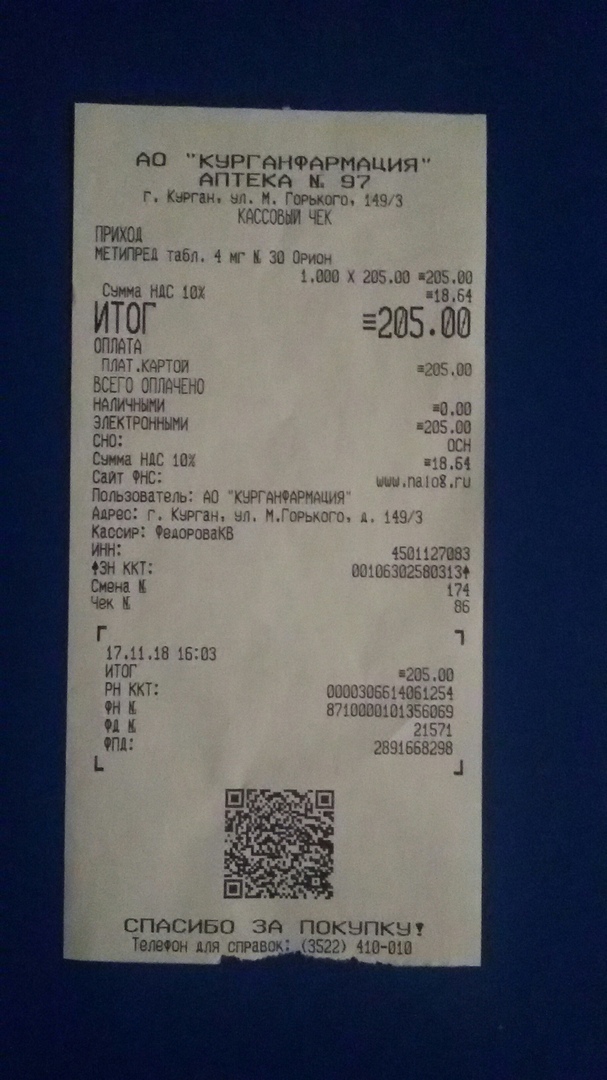 АО "КУРГАНФАРМАЦИЯ"
АПТЕКА № 97
г. Курган, ул. М. Горького, 149/3
КАССОВЫЙ ЧЕК
ПРИХОД
МЕТИПРЕД табл. 4 мг № 30 Орион
1.000 X 205.00 ≡205.00
Сумма НДС 10% ≡18.64
ИТОГ ≡205.00
ОПЛАТА
ПЛАТ.КАРТОЙ ≡205.00
ВСЕГО ОПЛАЧЕНО
НАЛИЧНЫМИ ≡0.00
ЭЛЕКТРОННЫМИ ≡205.00
СНО: ОСН
Сумма НДС 10% ≡18.64
Сайт ФНС: www.nalog.ru
Пользователь: АО "КУРГАНФАРМАЦИЯ"
Адрес: г. Курган, ул. М.Горького, д. 149/3
Кассир: ФедороваКВ
ИНН: 4501127083
ЗН ККТ: 00106302580313
Смена № 174
Чек № 86
17.11.18 16:03
ИТОГ ≡205.00
РН ККТ: 0000306614061254
ФН № 8710000101356069
ФД № 21571
ФПД: 2891668298
СПАСИБО ЗА ПОКУПКУ!
Телефон для справок: (3522) 410-010